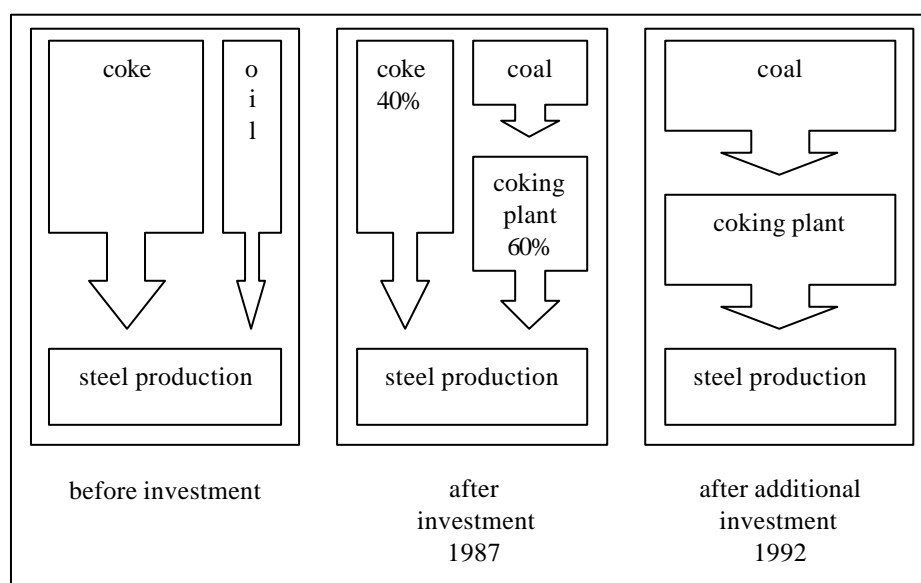 coke
o
i
l
steel production
before investment
coke
40%
coal
coking
plant
60%
steel production
after
investment
1987
coal
coking plant
steel production
after additional
investment
1992